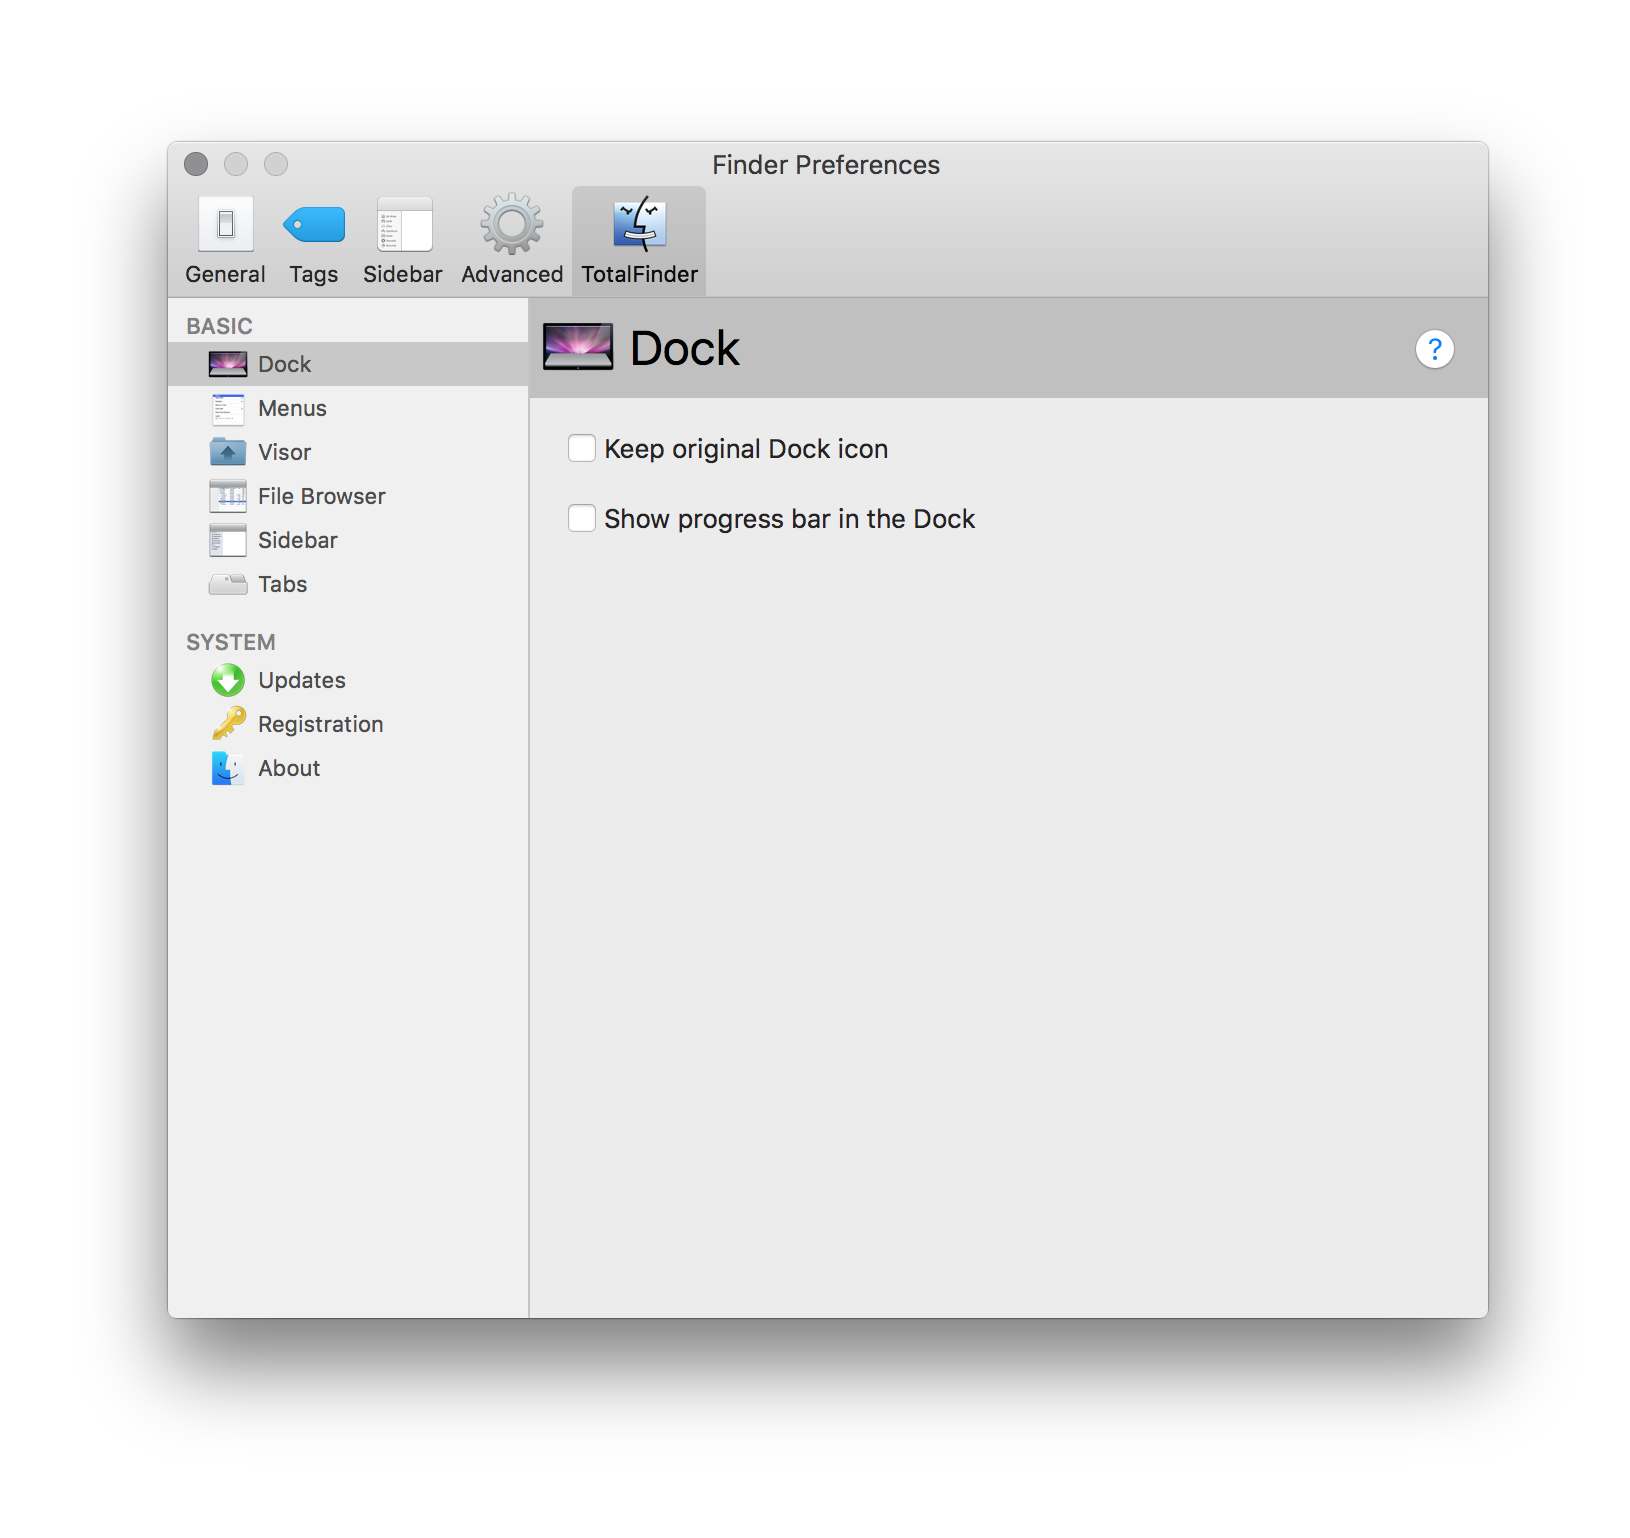 Finder Preferences
General Tags Sidebar Advanced TotalFinder
BASIC
Dock
Menus
Visor
File Browser
Sidebar
Tabs
SYSTEM
Updates
Registration
About
Dock
?
Keep original Dock icon
Show progress bar in the Dock